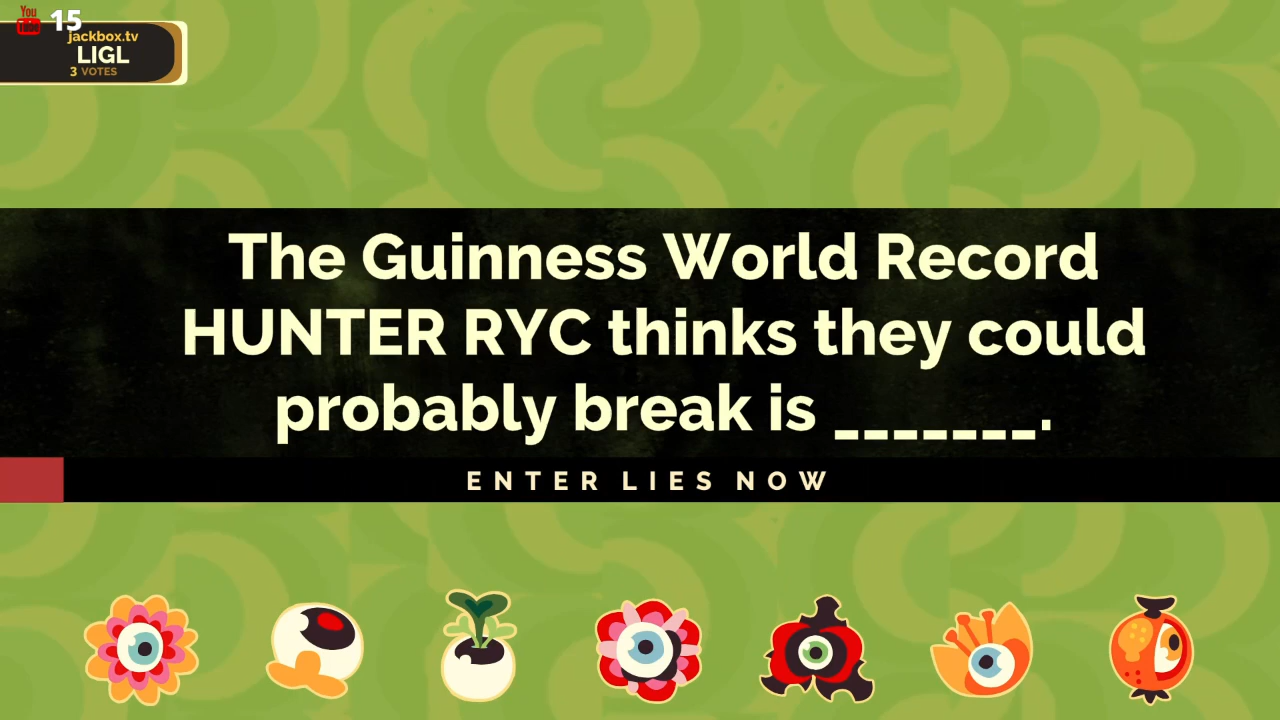 You
Tube 15
jackbox.tv
LIGL
3 VOTES
The Guinness World Record
HUNTER RYC thinks they could
probably break is _______.
ENTER LIES NOW